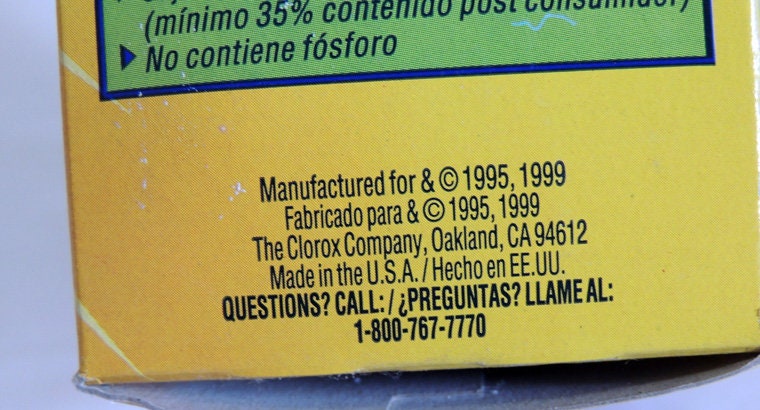 (mínimo 35% contenido post consumidor)
▶ No contiene fósforo
Manufactured for & © 1995, 1999
Fabricado para & © 1995, 1999
The Clorox Company, Oakland, CA 94612
Made in the U.S.A. / Hecho en EE.UU.
QUESTIONS? CALL: / ¿PREGUNTAS? LLAME AL:
1-800-767-7770